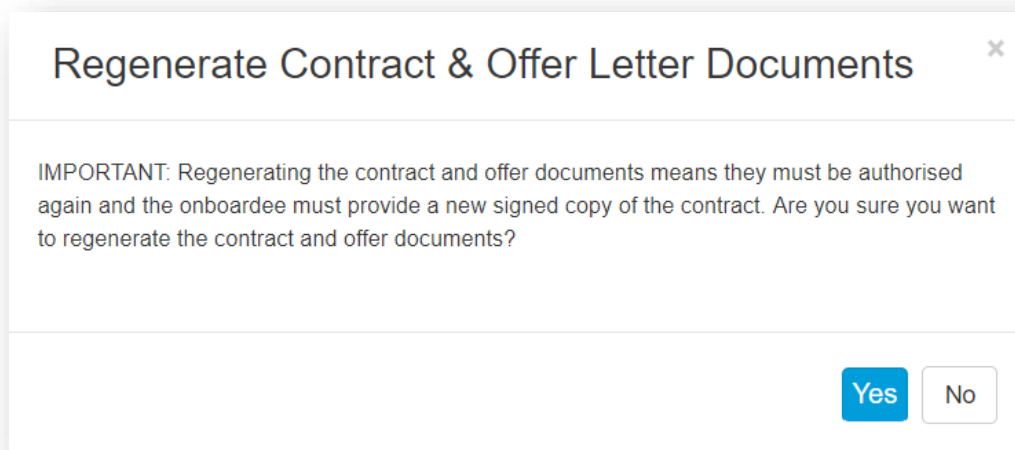 Regenerate Contract & Offer Letter Documents
×
IMPORTANT: Regenerating the contract and offer documents means they must be authorised
again and the onboardee must provide a new signed copy of the contract. Are you sure you want
to regenerate the contract and offer documents?
Yes
No